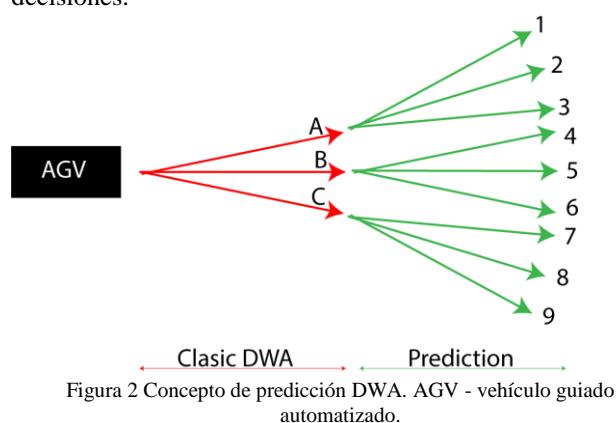 decisiones.
1
2
A
3
4
AGV
B
5
C
6
7
8
9
Clasic DWA
Prediction
Figura 2 Concepto de predicción DWA. AGV - vehículo guiado
automatizado.